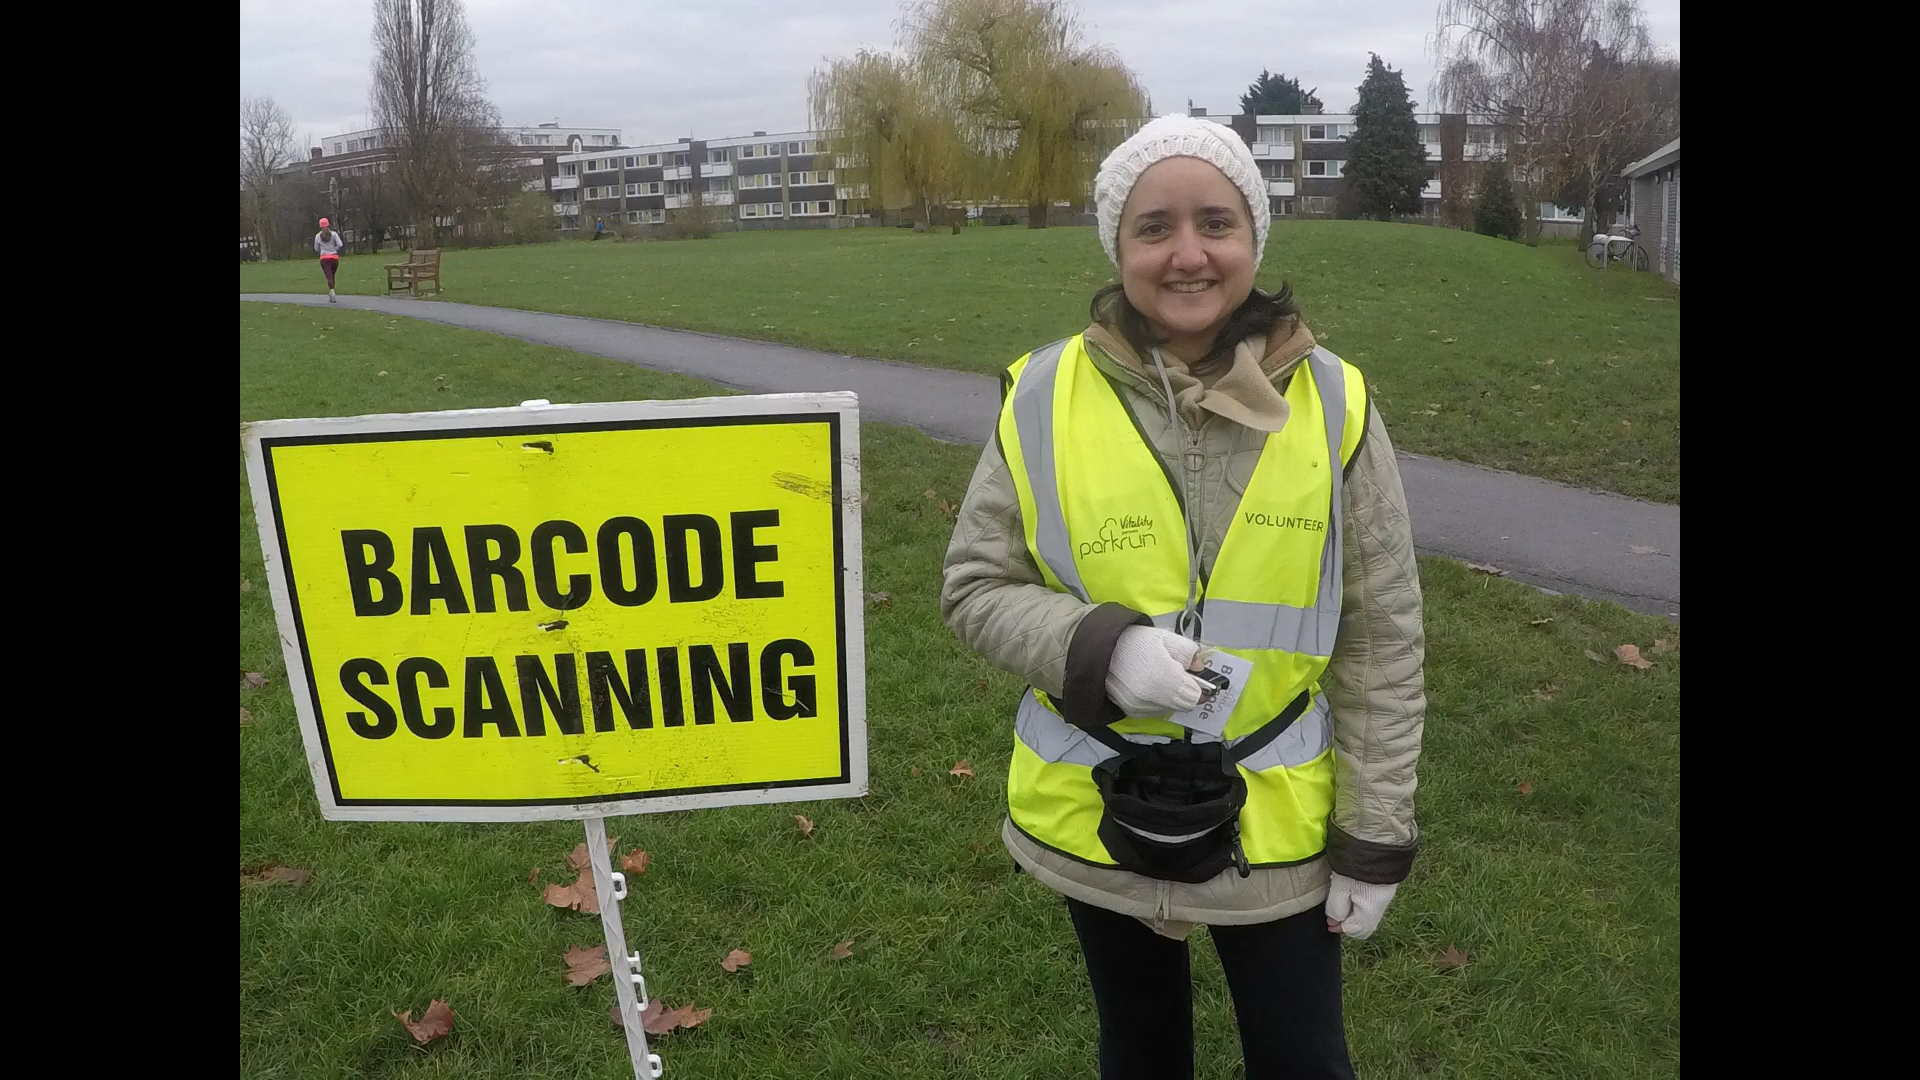 BARCODE
SCANNING
Vitality
parkrun
VOLUNTEER